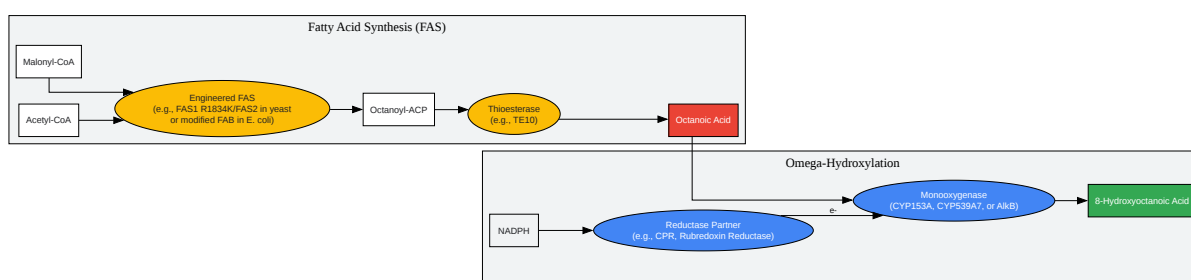 Fatty Acid Synthesis (FAS)
Malonyl-CoA
Acetyl-CoA
Engineered FAS
(e.g., FAS1 R1834K/FAS2 in yeast
or modified FAB in E. coli)
Octanoyl-ACP
Thioesterase
(e.g., TE10)
Octanoic Acid
Omega-Hydroxylation
NADPH
Reductase Partner
(e.g., CPR, Rubredoxin Reductase)
e-
Monooxygenase
(CYP153A, CYP539A7, or AlkB)
8-Hydroxyoctanoic Acid